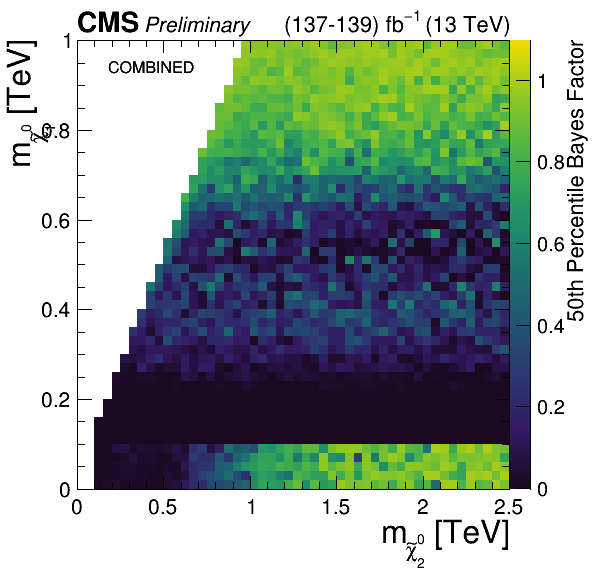 CMS Preliminary (137-139) fb⁻¹ (13 TeV)
COMBINED
m_χ̃⁰ [TeV]
1
0.8
0.6
0.4
0.2
0
0 0.5 1 1.5 2 2.5
m_χ̃₂⁰ [TeV]
1
0.8
0.6
0.4
0.2
0
50th Percentile Bayes Factor